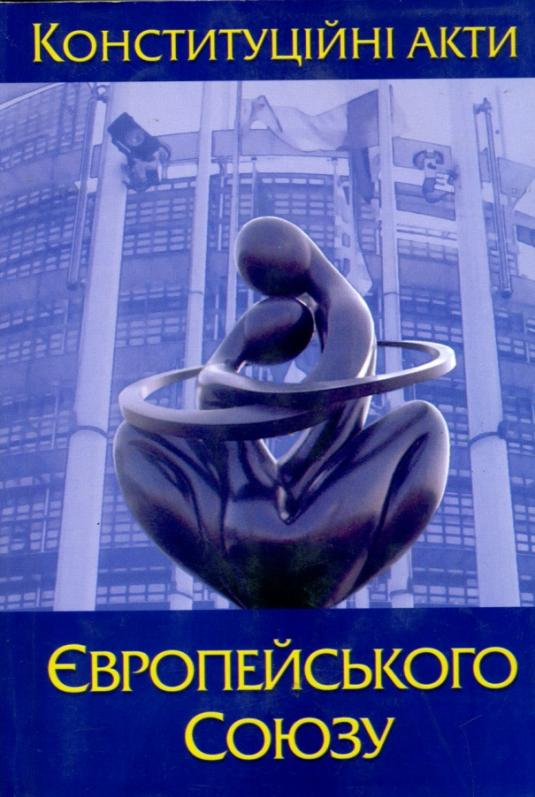 Конституційні акти
Європейського
Союзу